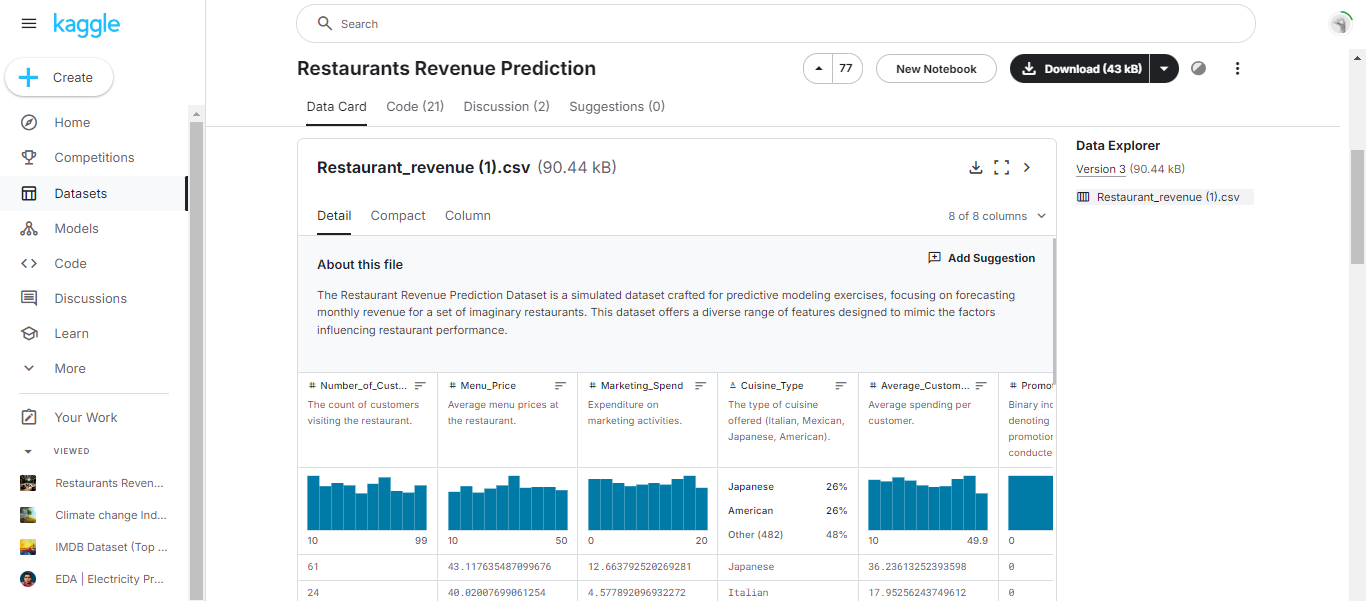 kaggle
Search
Create
Home
Competitions
Datasets
Models
Code
Discussions
Learn
More
Your Work
VIEWED
Restaurants Reven...
Climate change Ind...
IMDB Dataset (Top ...
EDA | Electricity Pr...
Restaurants Revenue Prediction
77
New Notebook
Download (43 kB)
Data Card Code (21) Discussion (2) Suggestions (0)
Restaurant_revenue (1).csv (90.44 kB)
Detail Compact Column
8 of 8 columns
About this file
Add Suggestion
The Restaurant Revenue Prediction Dataset is a simulated dataset crafted for predictive modeling exercises, focusing on forecasting
monthly revenue for a set of imaginary restaurants. This dataset offers a diverse range of features designed to mimic the factors
influencing restaurant performance.
# Number_of_Cust...
The count of customers
visiting the restaurant.
10 99
# Menu_Price
Average menu prices at
the restaurant.
10 50
# Marketing_Spend
Expenditure on
marketing activities.
0 20
Cuisine_Type
The type of cuisine
offered (Italian, Mexican,
Japanese, American).
Japanese 26%
American 26%
Other (482) 48%
# Average_Custom...
Average spending per
customer.
10 49.9
# Promo
Binary inc
denoting
promotion
conducte
0
61 43.117635487099676 12.663792520269281 Japanese 36.23613252393598 0
24 40.02007699061254 4.577892096932272 Italian 17.95256243749612 0
Data Explorer
Version 3 (90.44 kB)
Restaurant_revenue (1).csv